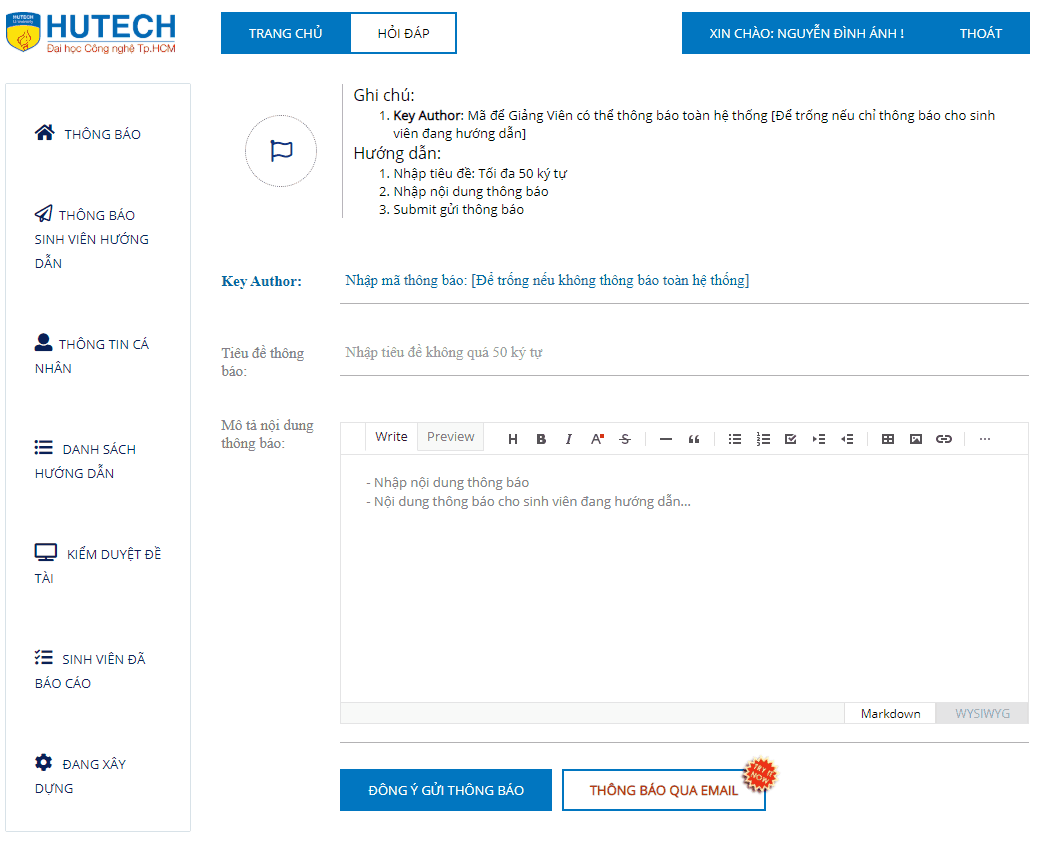 HUTECH
Đại học Công nghệ Tp.HCM
TRANG CHỦ
HỎI ĐÁP
XIN CHÀO: NGUYỄN ĐÌNH ÁNH !
THOÁT
THÔNG BÁO
THÔNG BÁO
SINH VIÊN HƯỚNG
DẪN
THÔNG TIN CÁ
NHÂN
DANH SÁCH
HƯỚNG DẪN
KIỂM DUYỆT ĐỀ
TÀI
SINH VIÊN ĐÃ
BÁO CÁO
ĐANG XÂY
DỰNG
Ghi chú:
1. Key Author: Mã để Giảng Viên có thể thông báo toàn hệ thống [Để trống nếu chỉ thông báo cho sinh
viên đang hướng dẫn]
Hướng dẫn:
1. Nhập tiêu đề: Tối đa 50 ký tự
2. Nhập nội dung thông báo
3. Submit gửi thông báo
Key Author:
Nhập mã thông báo: [Để trống nếu không thông báo toàn hệ thống]
Tiêu đề thông
báo:
Nhập tiêu đề không quá 50 ký tự
Mô tả nội dung
thông báo:
Write
Preview
- Nhập nội dung thông báo
- Nội dung thông báo cho sinh viên đang hướng dẫn...
Markdown
WYSIWYG
ĐỒNG Ý GỬI THÔNG BÁO
THÔNG BÁO QUA EMAIL
TRY IT
NOW